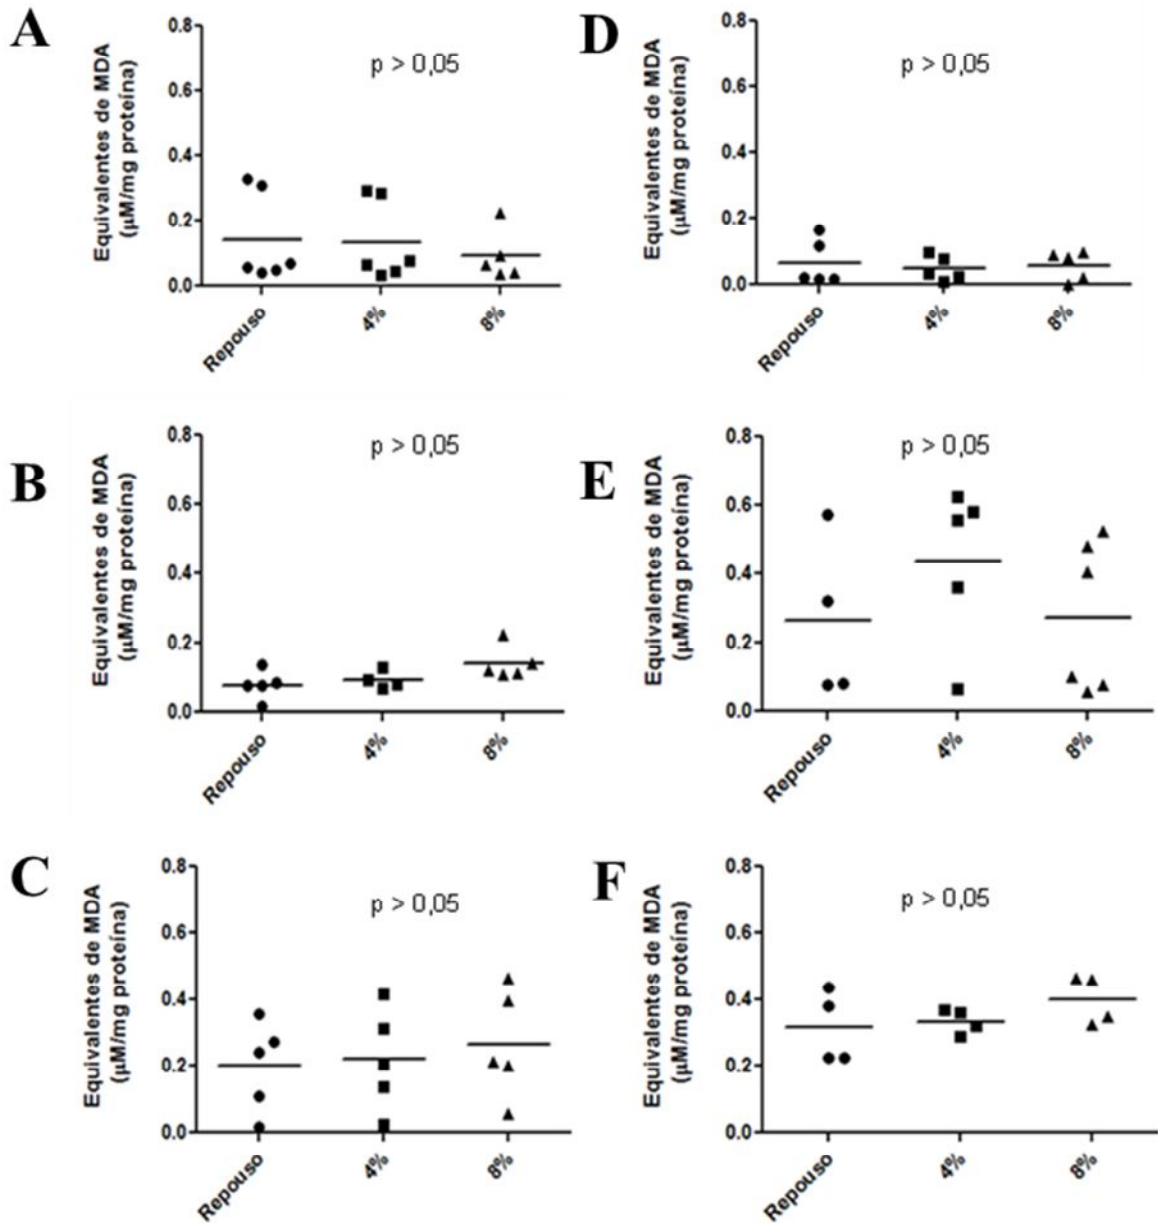 A
Equivalentes de MDA
(µM/mg proteína)
0.8
0.6
0.4
0.2
0.0
p > 0,05
Repouso
4%
8%
D
Equivalentes de MDA
(µM/mg proteína)
0.8
0.6
0.4
0.2
0.0
p > 0,05
Repouso
4%
8%
B
Equivalentes de MDA
(µM/mg proteína)
0.8
0.6
0.4
0.2
0.0
p > 0,05
Repouso
4%
8%
E
Equivalentes de MDA
(µM/mg proteína)
0.8
0.6
0.4
0.2
0.0
p > 0,05
Repouso
4%
8%
C
Equivalentes de MDA
(µM/mg proteína)
0.8
0.6
0.4
0.2
0.0
p > 0,05
Repouso
4%
8%
F
Equivalentes de MDA
(µM/mg proteína)
0.8
0.6
0.4
0.2
0.0
p > 0,05
Repouso
4%
8%